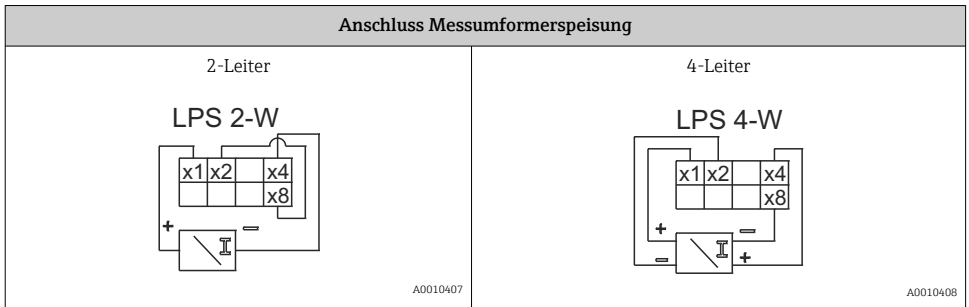 Anschluss Messumformerspeisung
2-Leiter
LPS 2-W
x1 x2 x4
x8
+ −
I
A0010407
4-Leiter
LPS 4-W
x1 x2 x4
x8
+ −
− I +
A0010408